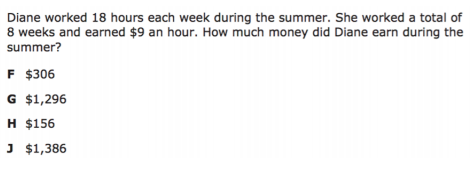 Diane worked 18 hours each week during the summer. She worked a total of
8 weeks and earned $9 an hour. How much money did Diane earn during the
summer?
F $306
G $1,296
H $156
J $1,386